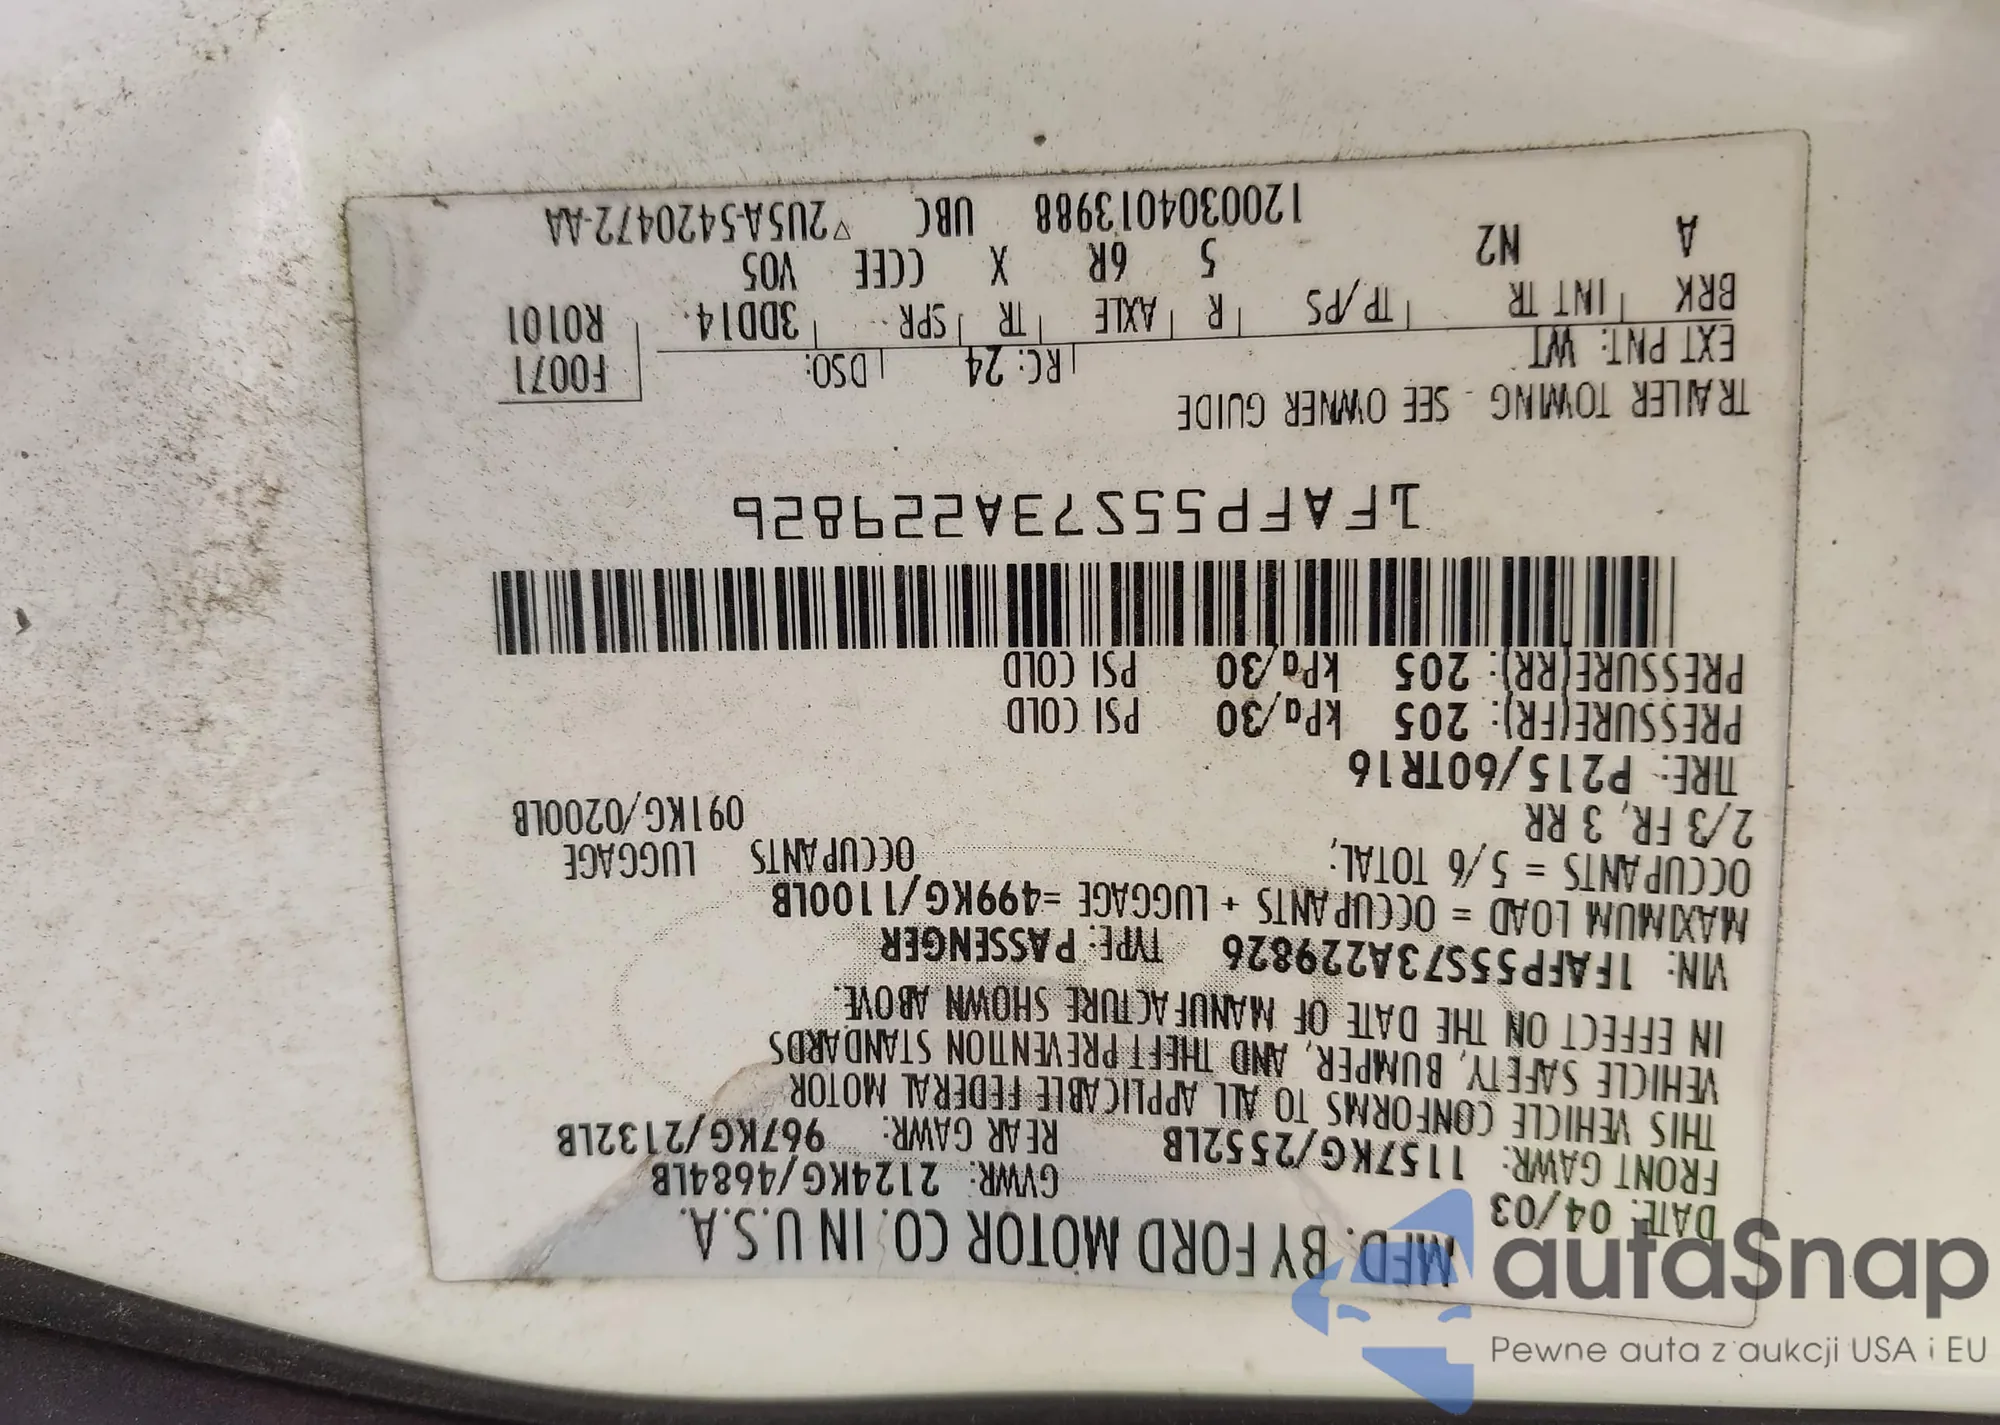 MFD. BY FORD MOTOR CO. IN U.S.A.
DATE: 04/03 GVWR: 2124KG/4684LB
FRONT GAWR: 1157KG/2552LB REAR GAWR: 967KG/2132LB
THIS VEHICLE CONFORMS TO ALL APPLICABLE FEDERAL MOTOR
VEHICLE SAFETY, BUMPER, AND THEFT PREVENTION STANDARDS
IN EFFECT ON THE DATE OF MANUFACTURE SHOWN ABOVE.
VIN: 1FAFP55S73A229826 TYPE: PASSENGER
MAXIMUM LOAD = OCCUPANTS + LUGGAGE =499KG/1100LB
OCCUPANTS = 5/6 TOTAL, OCCUPANTS LUGGAGE
2/3 FR, 3 RR 091KG/0200LB
TIRE: P215/60TR16
PRESSURE(FR): 205 kPa/30 PSI COLD
PRESSURE(RR): 205 kPa/30 PSI COLD
1FAFP55S73A229826
TRAILER TOWING - SEE OWNER GUIDE
EXT PNT: WT RC: 24 DSO: F0071
BRK INT TR TP/PS R AXLE TR SPR 3DD14 R0101
A N2 5 6R X CCEE V05
120030401 3988 UBC ▽2U5A-5420472-AA
autaSnap
Pewne auta z aukcji USA i EU